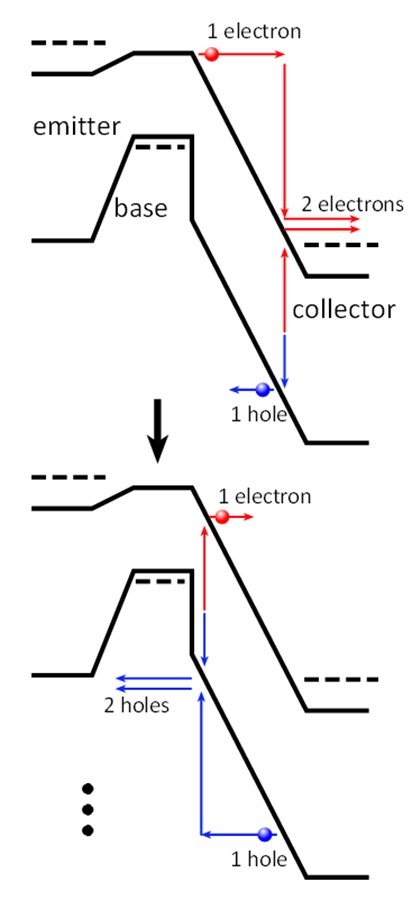 1 electron
emitter
base
2 electrons
collector
1 hole
1 electron
2 holes
1 hole